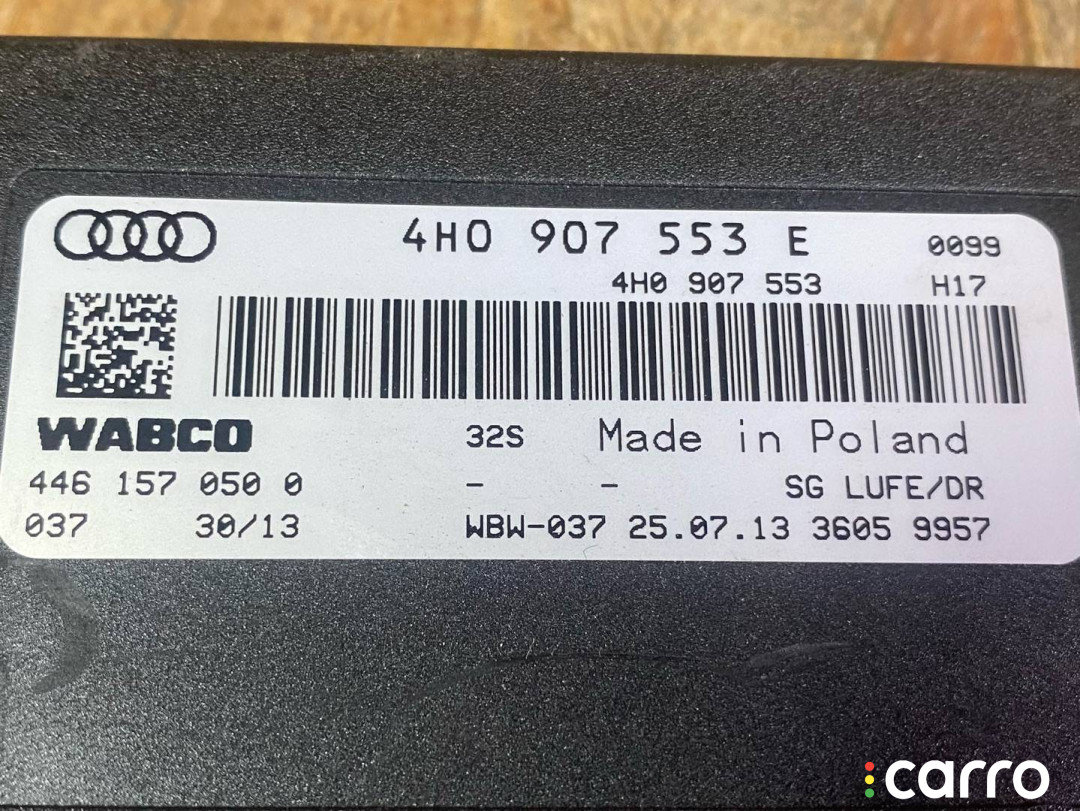 4H0 907 553 E 0099
4H0 907 553 H17
WABCO 32S Made in Poland
446 157 050 0 - - SG LUFE/DR
037 30/13 WBW-037 25.07.13 3605 9957
carro